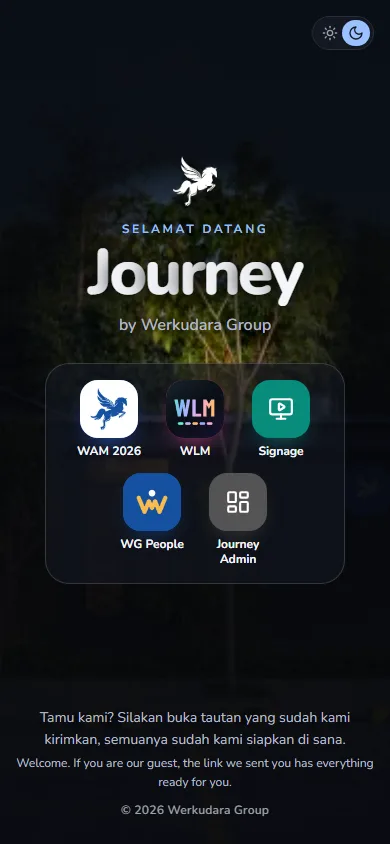 SELAMAT DATANG
Journey
by Werkudara Group
WLM
WAM 2026
WLM
Signage
WG People
Journey
Admin
Tamu kami? Silakan buka tautan yang sudah kami
kirimkan, semuanya sudah kami siapkan di sana.
Welcome. If you are our guest, the link we sent you has everything
ready for you.
© 2026 Werkudara Group